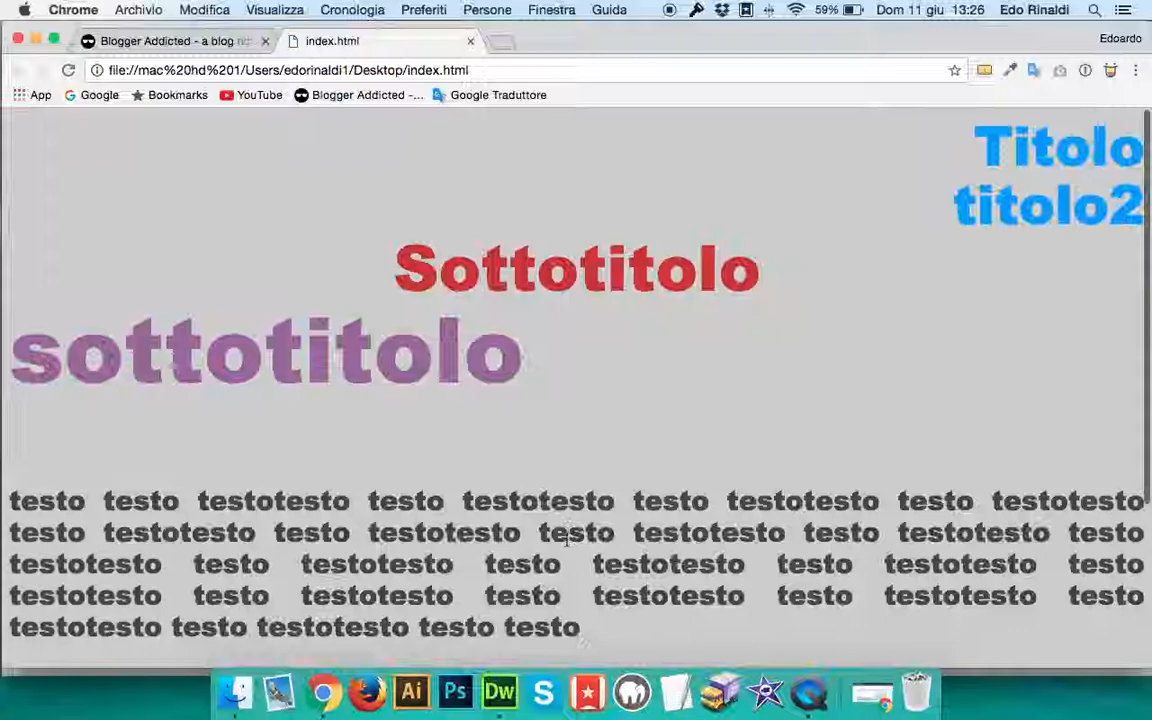 Chrome Archivio Modifica Visualizza Cronologia Preferiti Persone Finestra Guida 59% Dom 11 giu 13:26 Edo Rinaldi
Blogger Addicted - a blog index.html Edoardo
file://mac%20hd%201/Users/edorinaldi1/Desktop/index.html
App Google Bookmarks YouTube Blogger Addicted -... Google Traduttore
Titolo
titolo2
Sottotitolo
sottotitolo
testo testo testotesto testo testotesto testo testotesto testo testotesto
testo testotesto testo testotesto testo testotesto testo testotesto testo
testotesto testo testotesto testo testotesto testo testotesto testo
testotesto testo testotesto testo testotesto testo testotesto testo
testotesto testo testotesto testo testo
Ai Ps Dw S